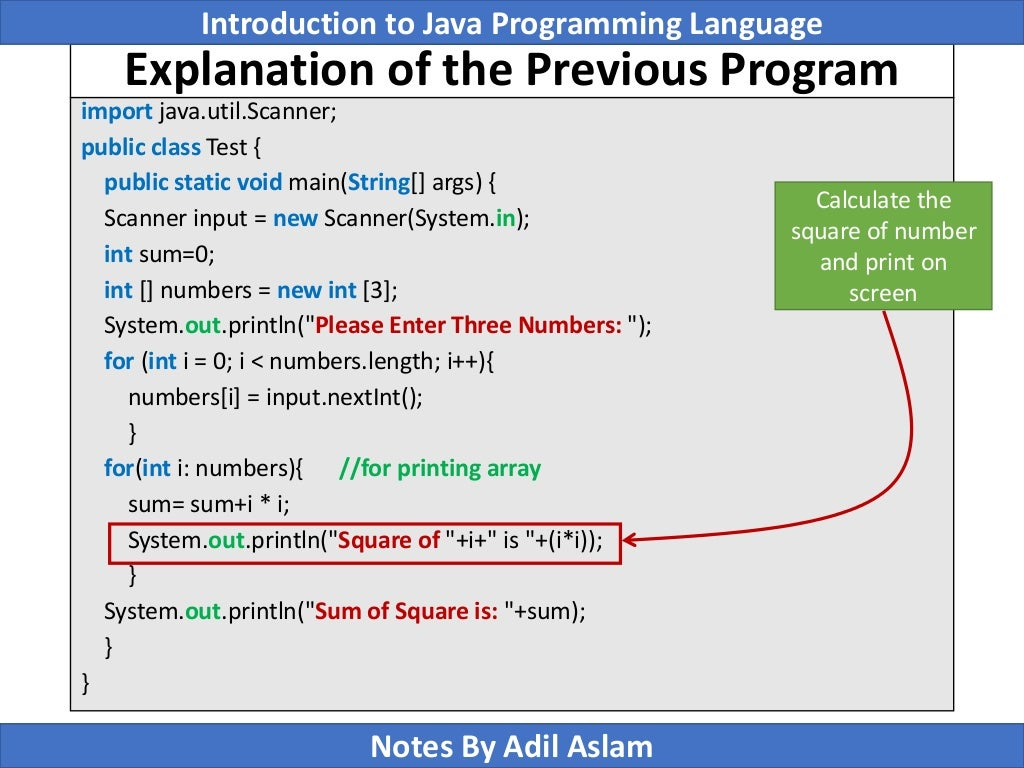 Introduction to Java Programming Language
Explanation of the Previous Program
import java.util.Scanner;
public class Test {
public static void main(String[] args) {
Scanner input = new Scanner(System.in);
int sum=0;
int [] numbers = new int [3];
System.out.println("Please Enter Three Numbers: ");
for (int i = 0; i < numbers.length; i++){
numbers[i] = input.nextInt();
}
for(int i: numbers){ //for printing array
sum= sum+i * i;
System.out.println("Square of "+i+" is "+(i*i));
}
System.out.println("Sum of Square is: "+sum);
}
}
Calculate the
square of number
and print on
screen
Notes By Adil Aslam